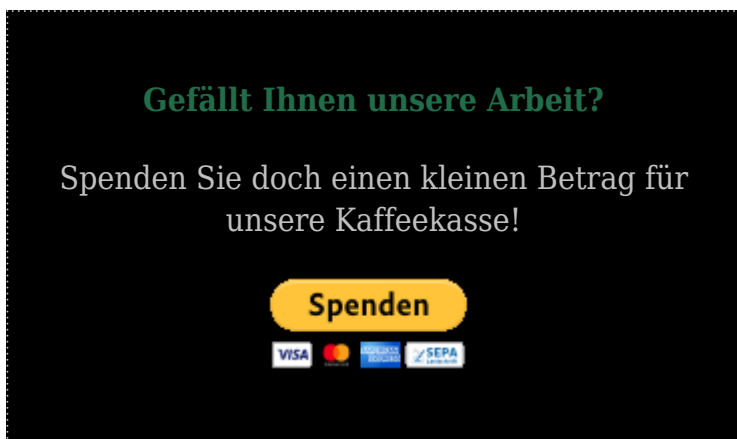 Gefällt Ihnen unsere Arbeit?
Spenden Sie doch einen kleinen Betrag für
unsere Kaffeekasse!
Spenden
VISA SEPA